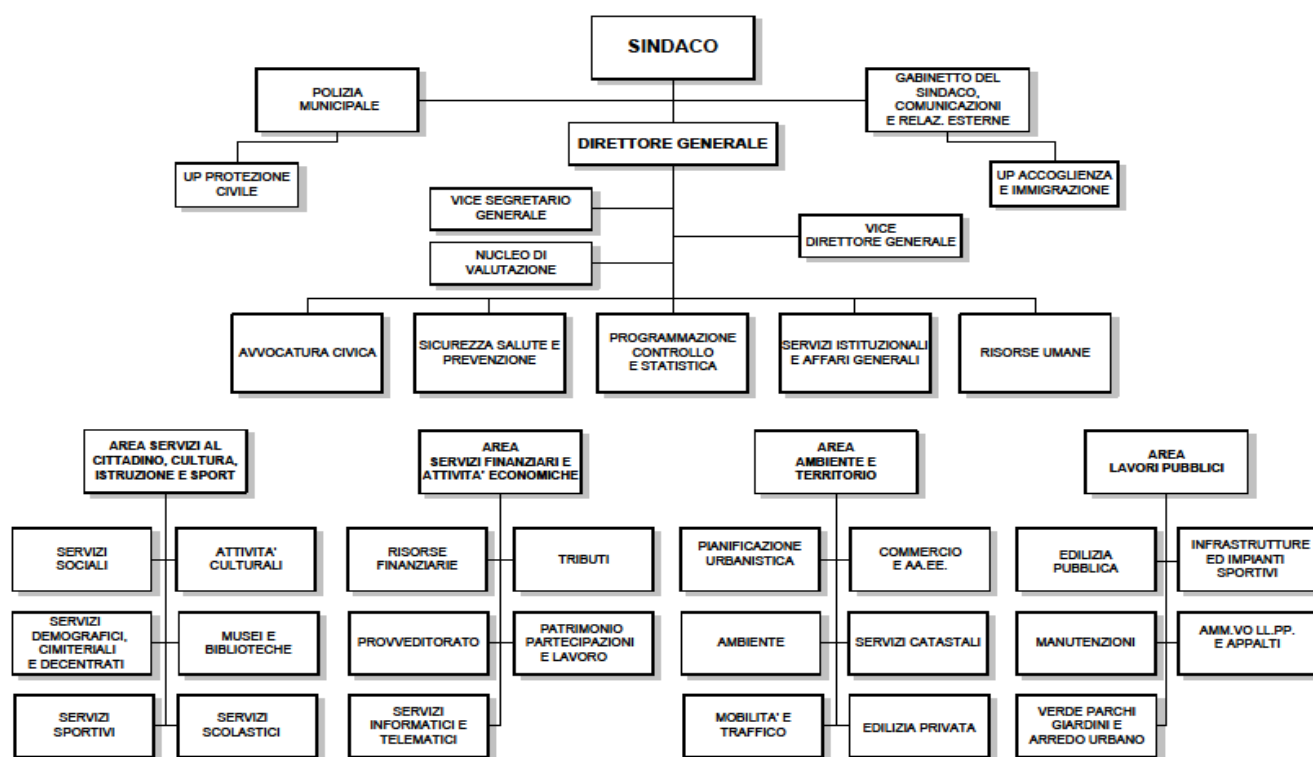 SINDACO
POLIZIA
MUNICIPALE
GABINETTO DEL
SINDACO,
COMUNICAZIONI
E RELAZ. ESTERNE
DIRETTORE GENERALE
UP PROTEZIONE
CIVILE
UP ACCOGLIENZA
E IMMIGRAZIONE
VICE SEGRETARIO
GENERALE
VICE
DIRETTORE GENERALE
NUCLEO DI
VALUTAZIONE
AVVOCATURA CIVICA
SICUREZZA SALUTE E
PREVENZIONE
PROGRAMMAZIONE
CONTROLLO
E STATISTICA
SERVIZI ISTITUZIONALI
E AFFARI GENERALI
RISORSE UMANE
AREA SERVIZI AL
CITTADINO, CULTURA,
ISTRUZIONE E SPORT
AREA
SERVIZI FINANZIARI E
ATTIVITA' ECONOMICHE
AREA
AMBIENTE E
TERRITORIO
AREA
LAVORI PUBBLICI
SERVIZI
SOCIALI
ATTIVITA'
CULTURALI
RISORSE
FINANZIARIE
TRIBUTI
PIANIFICAZIONE
URBANISTICA
COMMERCIO
E AA.EE.
EDILIZIA
PUBBLICA
INFRASTRUTTURE
ED IMPIANTI
SPORTIVI
SERVIZI
DEMOGRAFICI,
CIMITERIALI
E DECENTRATI
MUSEI E
BIBLIOTECHE
PROVVEDITORATO
PATRIMONIO
PARTECIPAZIONI
E LAVORO
AMBIENTE
SERVIZI CATASTALI
MANUTENZIONI
AMM.VO LL.PP.
E APPALTI
SERVIZI
SPORTIVI
SERVIZI
SCOLASTICI
SERVIZI
INFORMATICI E
TELEMATICI
MOBILITA' E
TRAFFICO
EDILIZIA PRIVATA
VERDE PARCHI
GIARDINI E
ARREDO URBANO